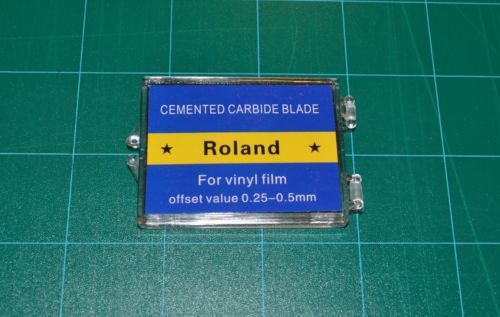 CEMENTED CARBIDE BLADE
★ Roland ★
For vinyl film
offset value 0.25-0.5mm